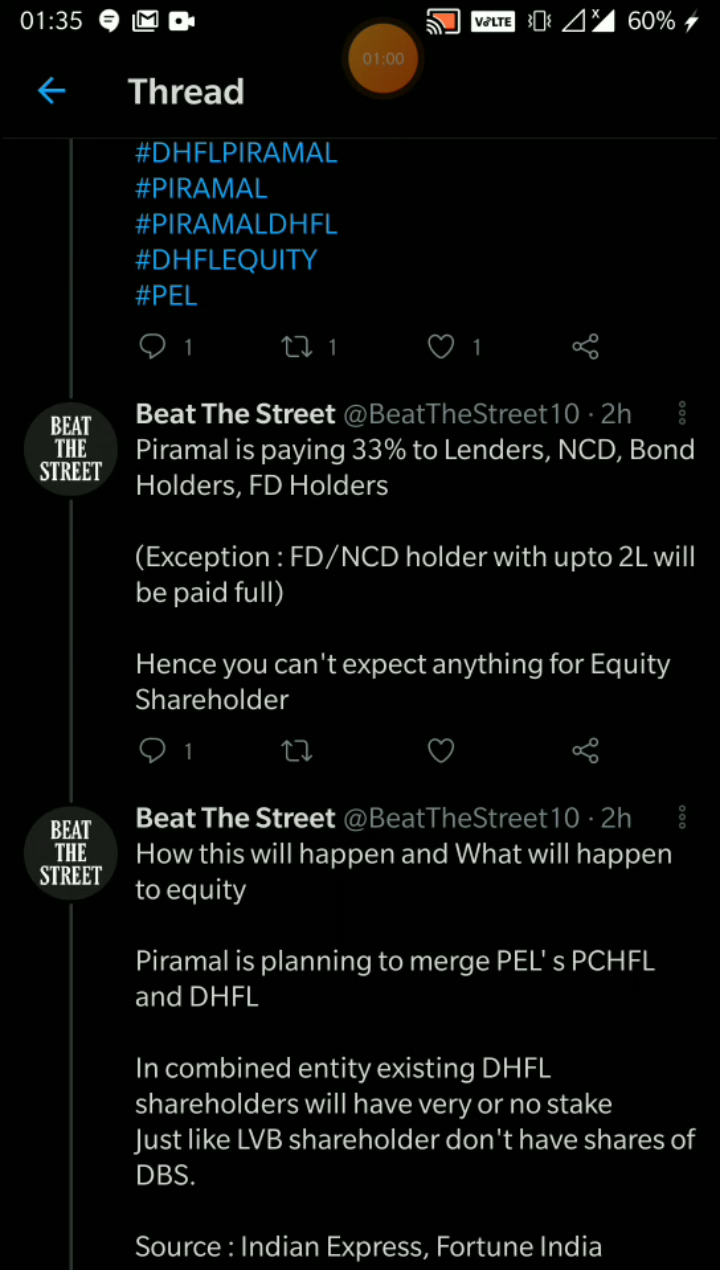 01:35 VoLTE x 60%
01:00
Thread
#DHFLPIRAMAL
#PIRAMAL
#PIRAMALDHFL
#DHFLEQUITY
#PEL
1 1 1
BEAT
THE
STREET
Beat The Street @BeatTheStreet10 · 2h
Piramal is paying 33% to Lenders, NCD, Bond
Holders, FD Holders
(Exception : FD/NCD holder with upto 2L will
be paid full)
Hence you can't expect anything for Equity
Shareholder
1
BEAT
THE
STREET
Beat The Street @BeatTheStreet10 · 2h
How this will happen and What will happen
to equity
Piramal is planning to merge PEL' s PCHFL
and DHFL
In combined entity existing DHFL
shareholders will have very or no stake
Just like LVB shareholder don't have shares of
DBS.
Source : Indian Express, Fortune India